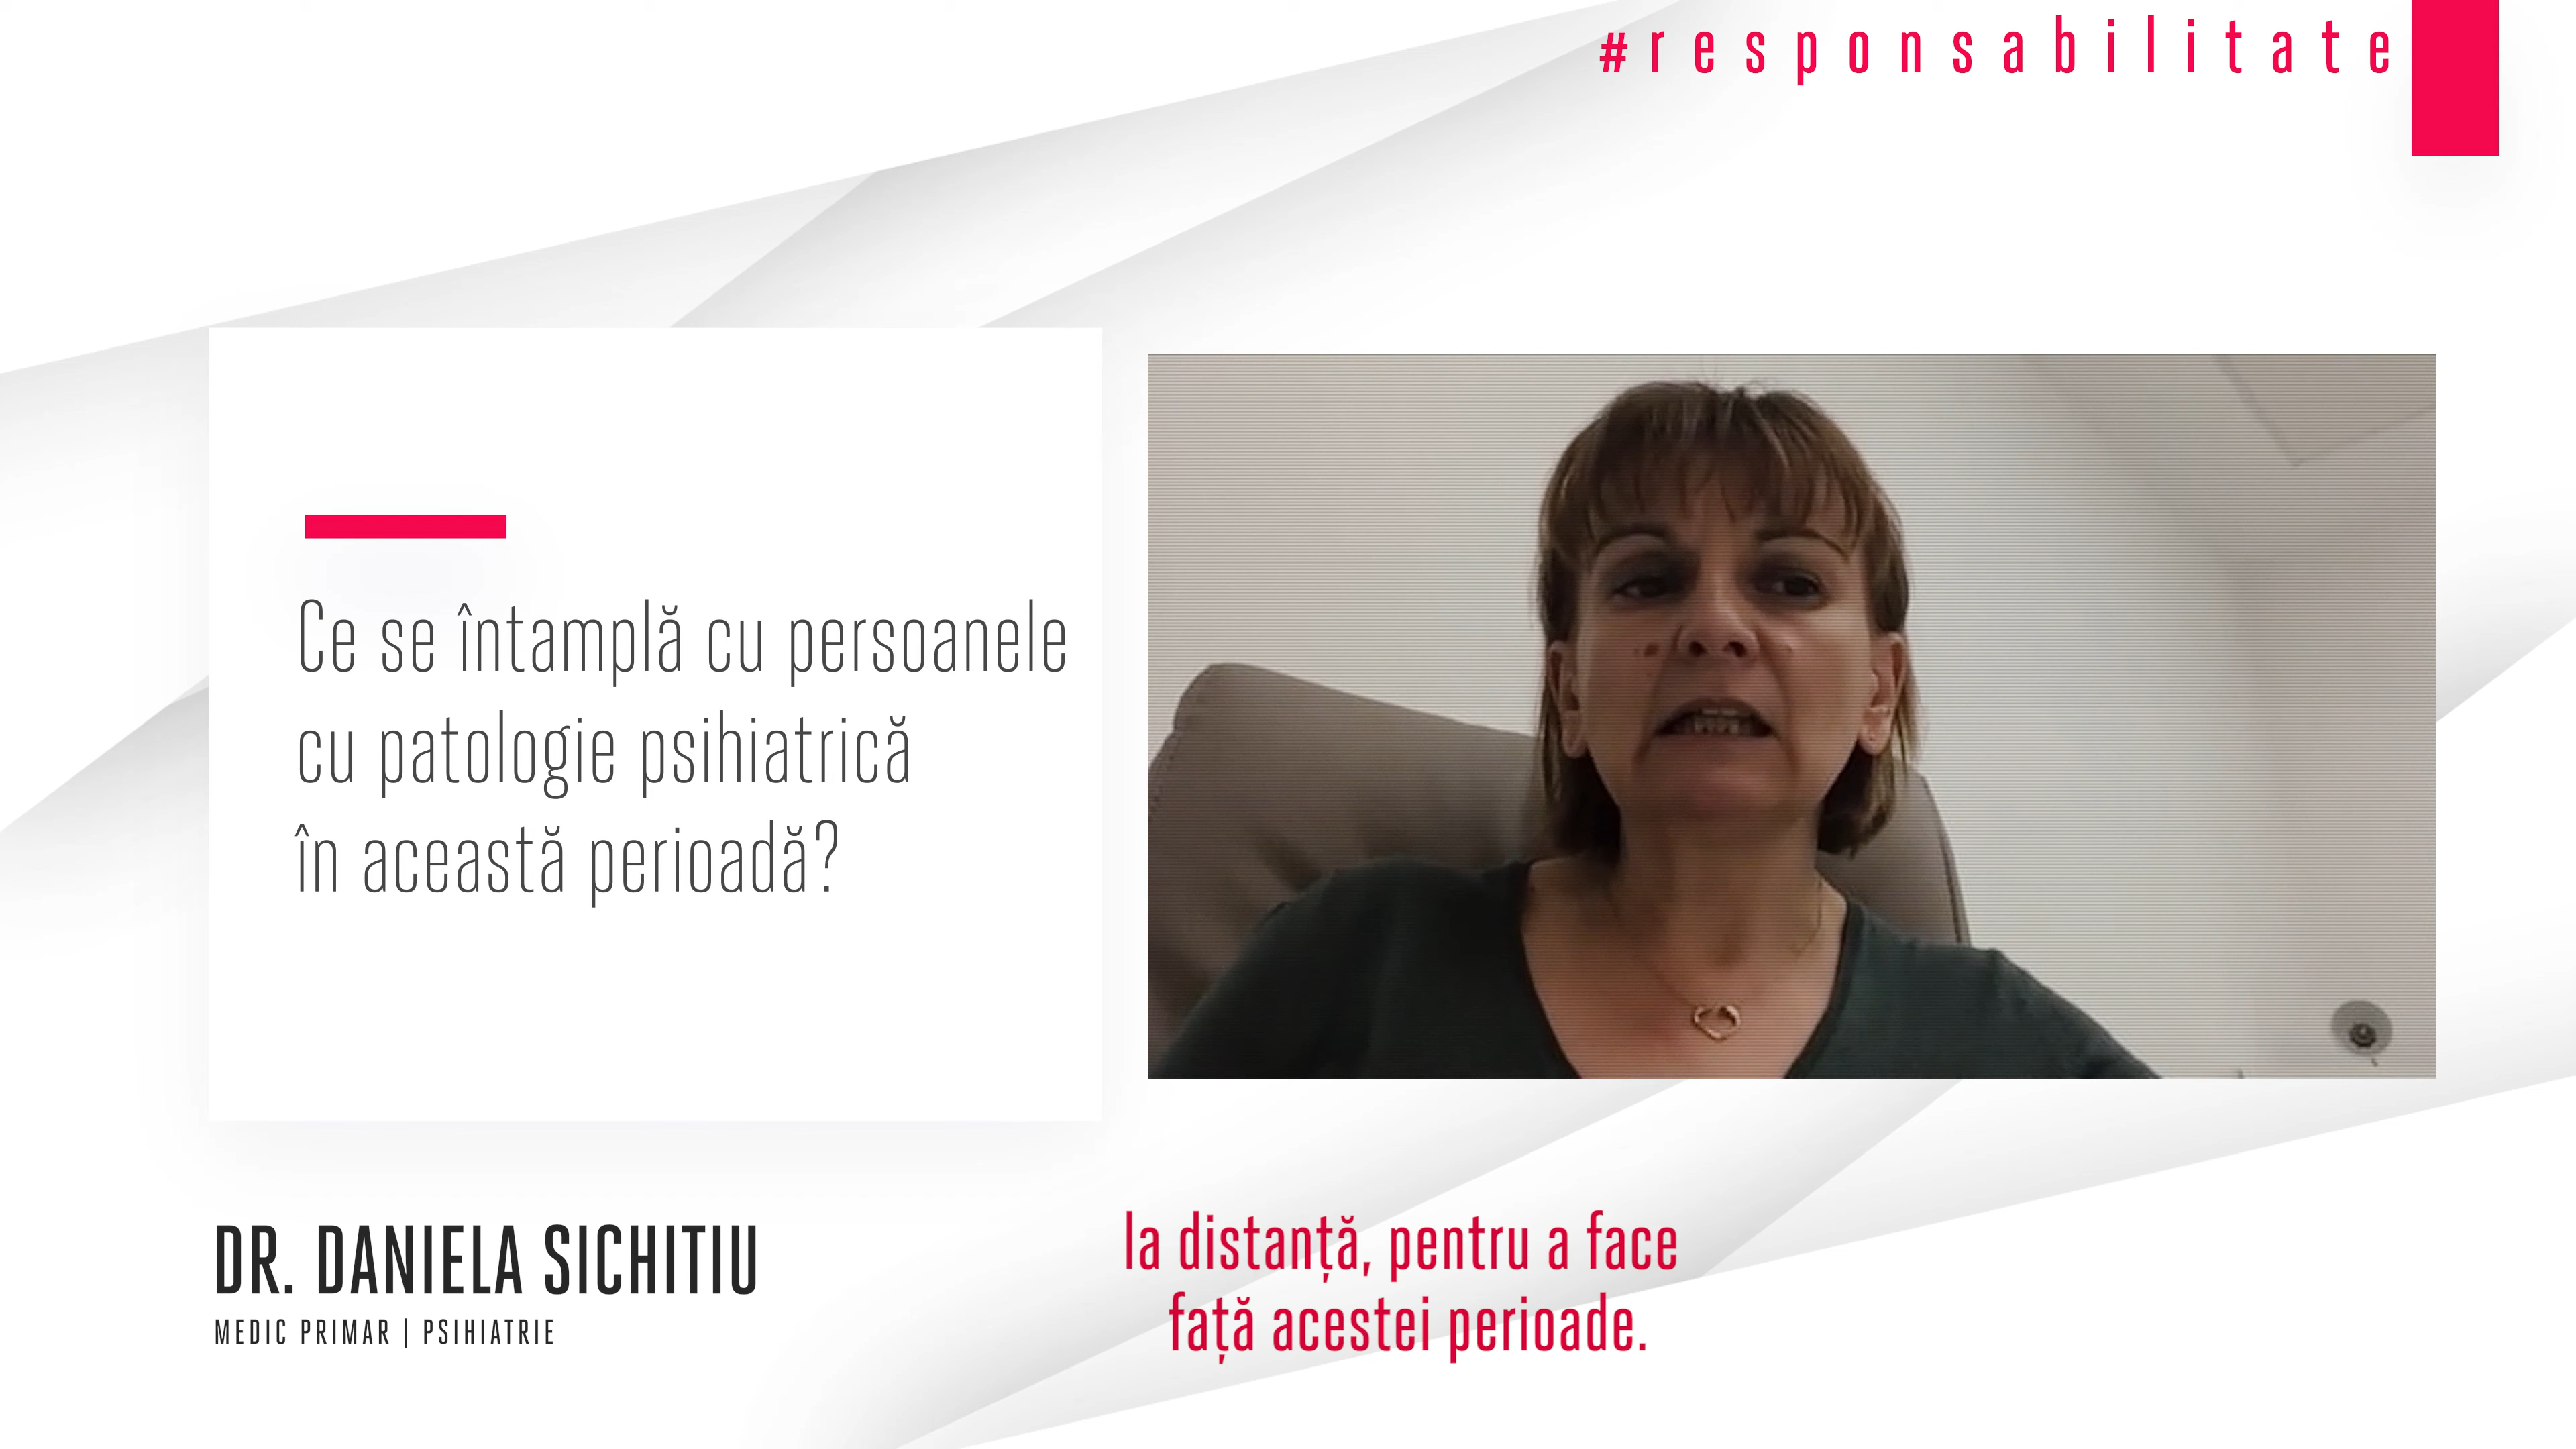 #responsabilitate
Ce se întamplă cu persoanele
cu patologie psihiatrică
în această perioadă?
DR. DANIELA SICHITIU
MEDIC PRIMAR | PSIHIATRIE
la distanță, pentru a face
față acestei perioade.